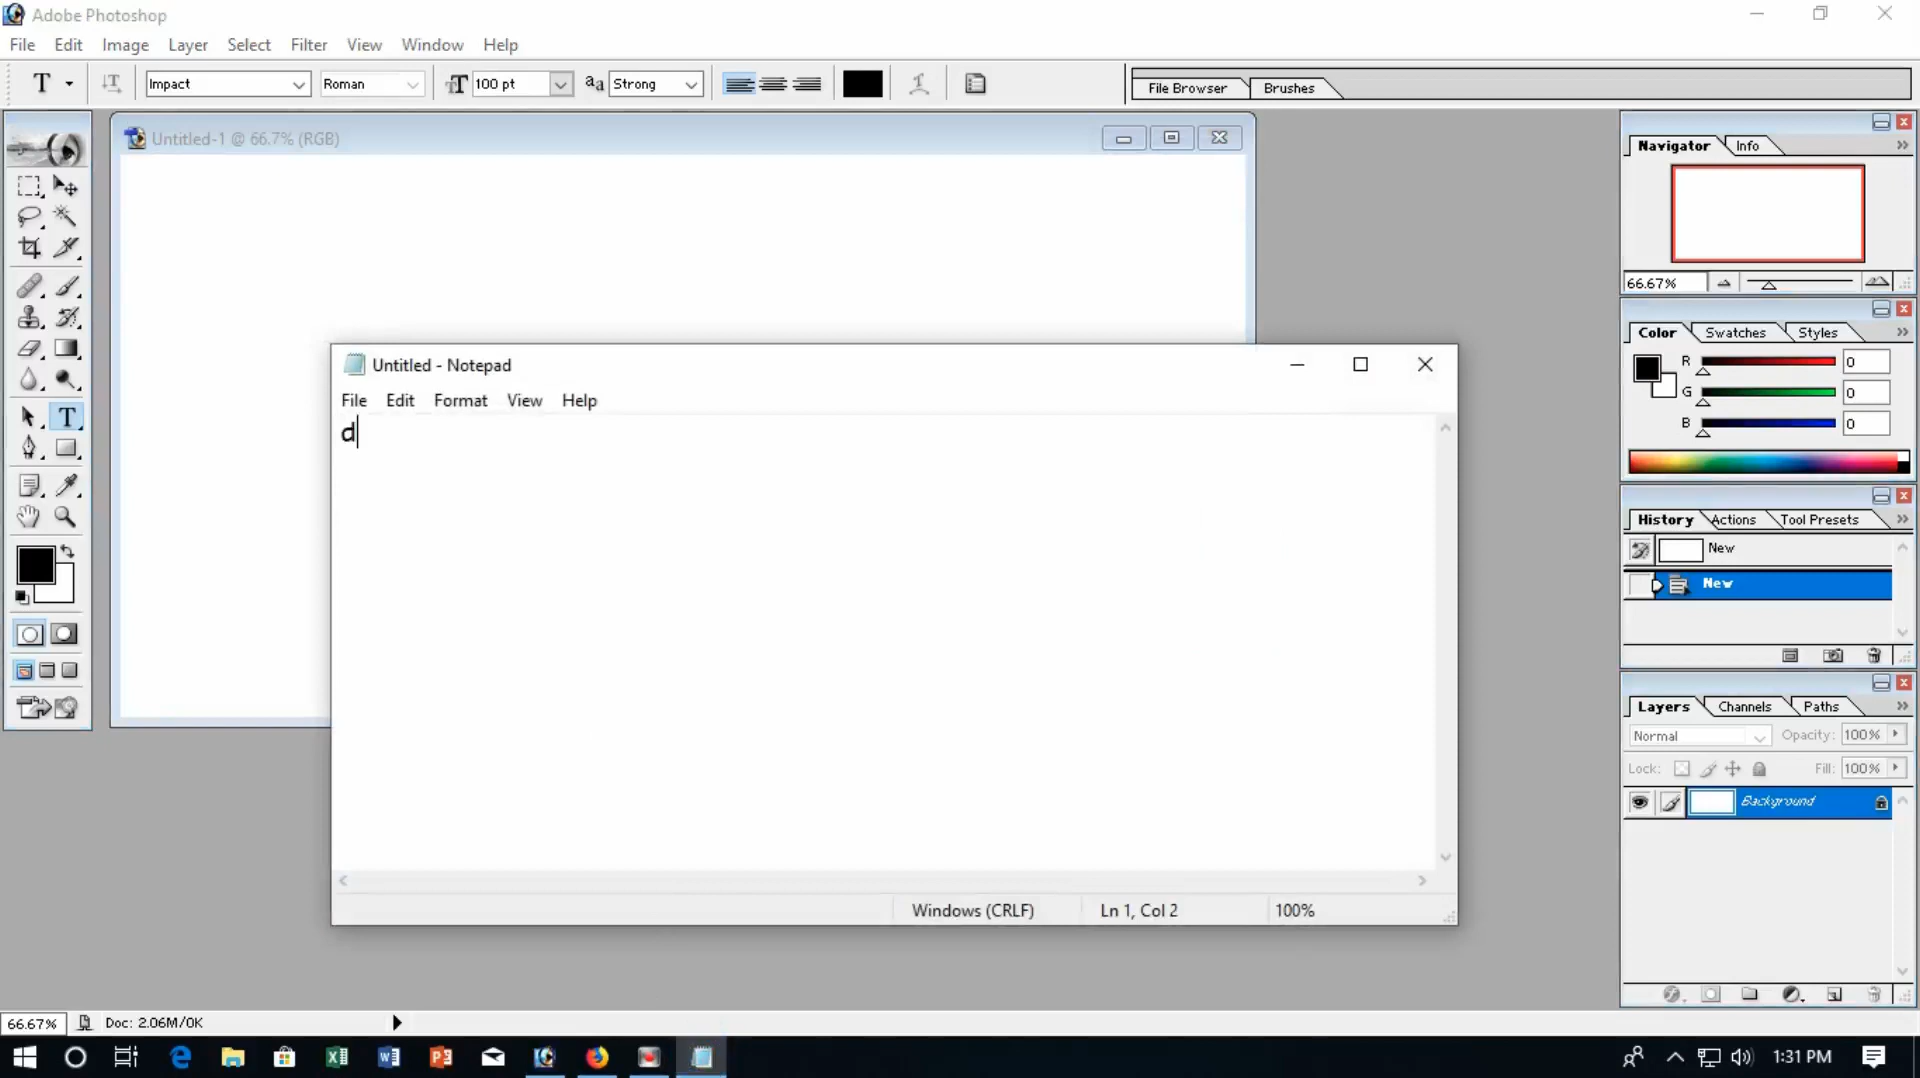 Adobe Photoshop
File Edit Image Layer Select Filter View Window Help
T Impact Roman T 100 pt aa Strong File Browser Brushes
Untitled-1 @ 66.7% (RGB)
Navigator Info
66.67%
Color Swatches Styles
R 0
G 0
B 0
Untitled - Notepad
File Edit Format View Help
d
T
History Actions Tool Presets
New
New
Layers Channels Paths
Normal Opacity: 100%
Lock: Fill: 100%
Background
Windows (CRLF) Ln 1, Col 2 100%
66.67% Doc: 2.06M/0K
1:31 PM